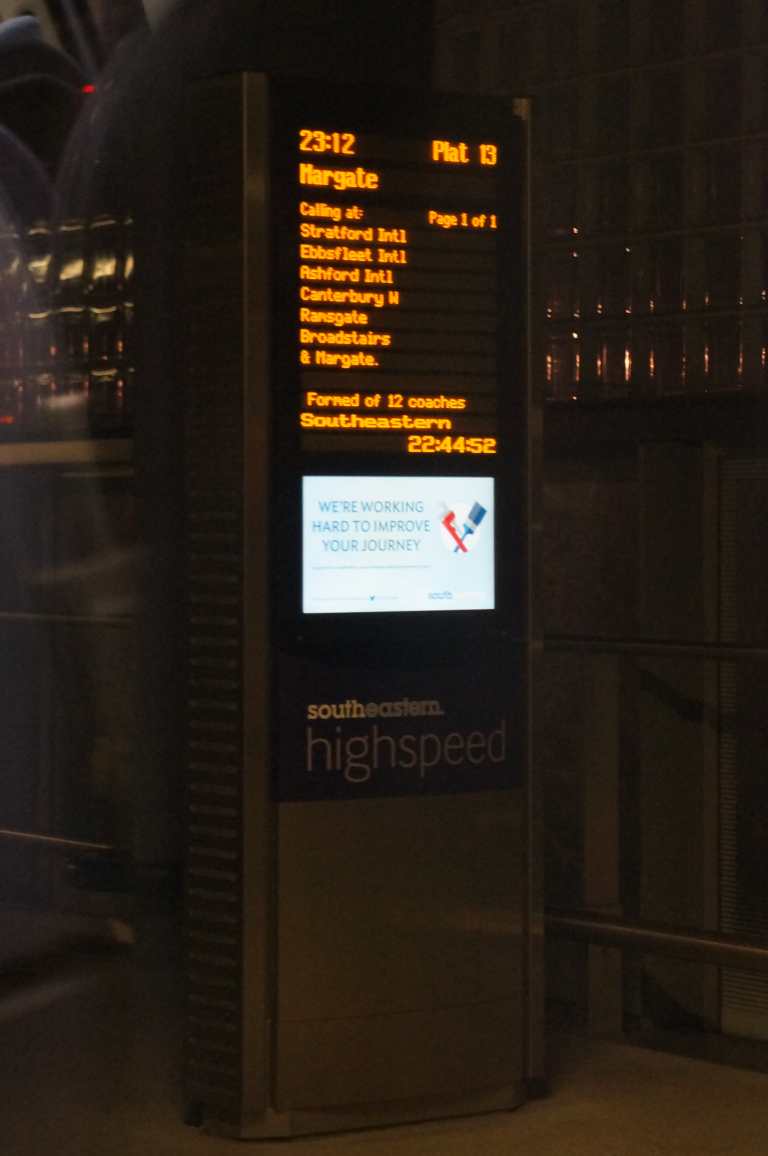 23:12 Plat 13
Margate
Calling at: Page 1 of 1
Stratford Intl
Ebbsfleet Intl
Ashford Intl
Canterbury W
Ramsgate
Broadstairs
& Margate.
Formed of 12 coaches
Southeastern
22:44:52
WE'RE WORKING
HARD TO IMPROVE
YOUR JOURNEY
south
southeastern.
highspeed